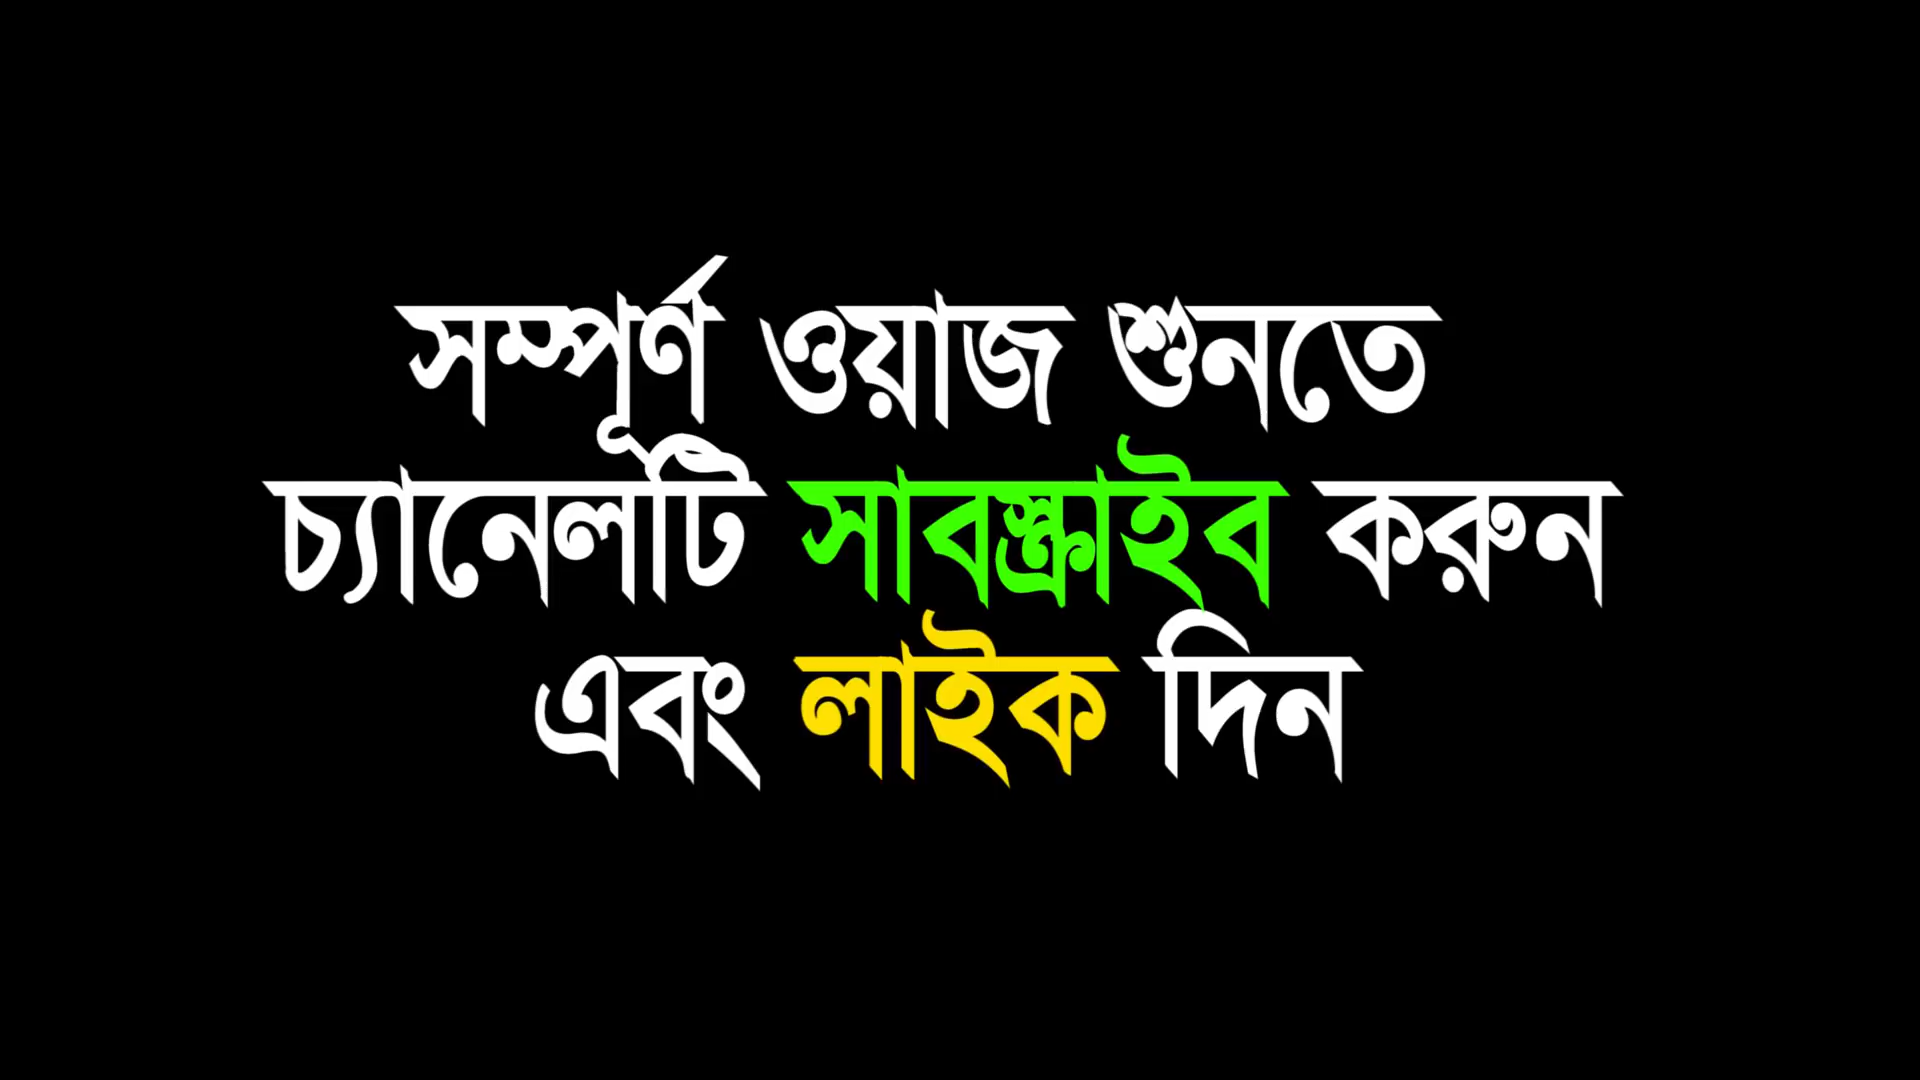 সম্পূর্ণ ওয়াজ শুনতে
চ্যানেলটি সাবস্ক্রাইব করুন
এবং লাইক দিন